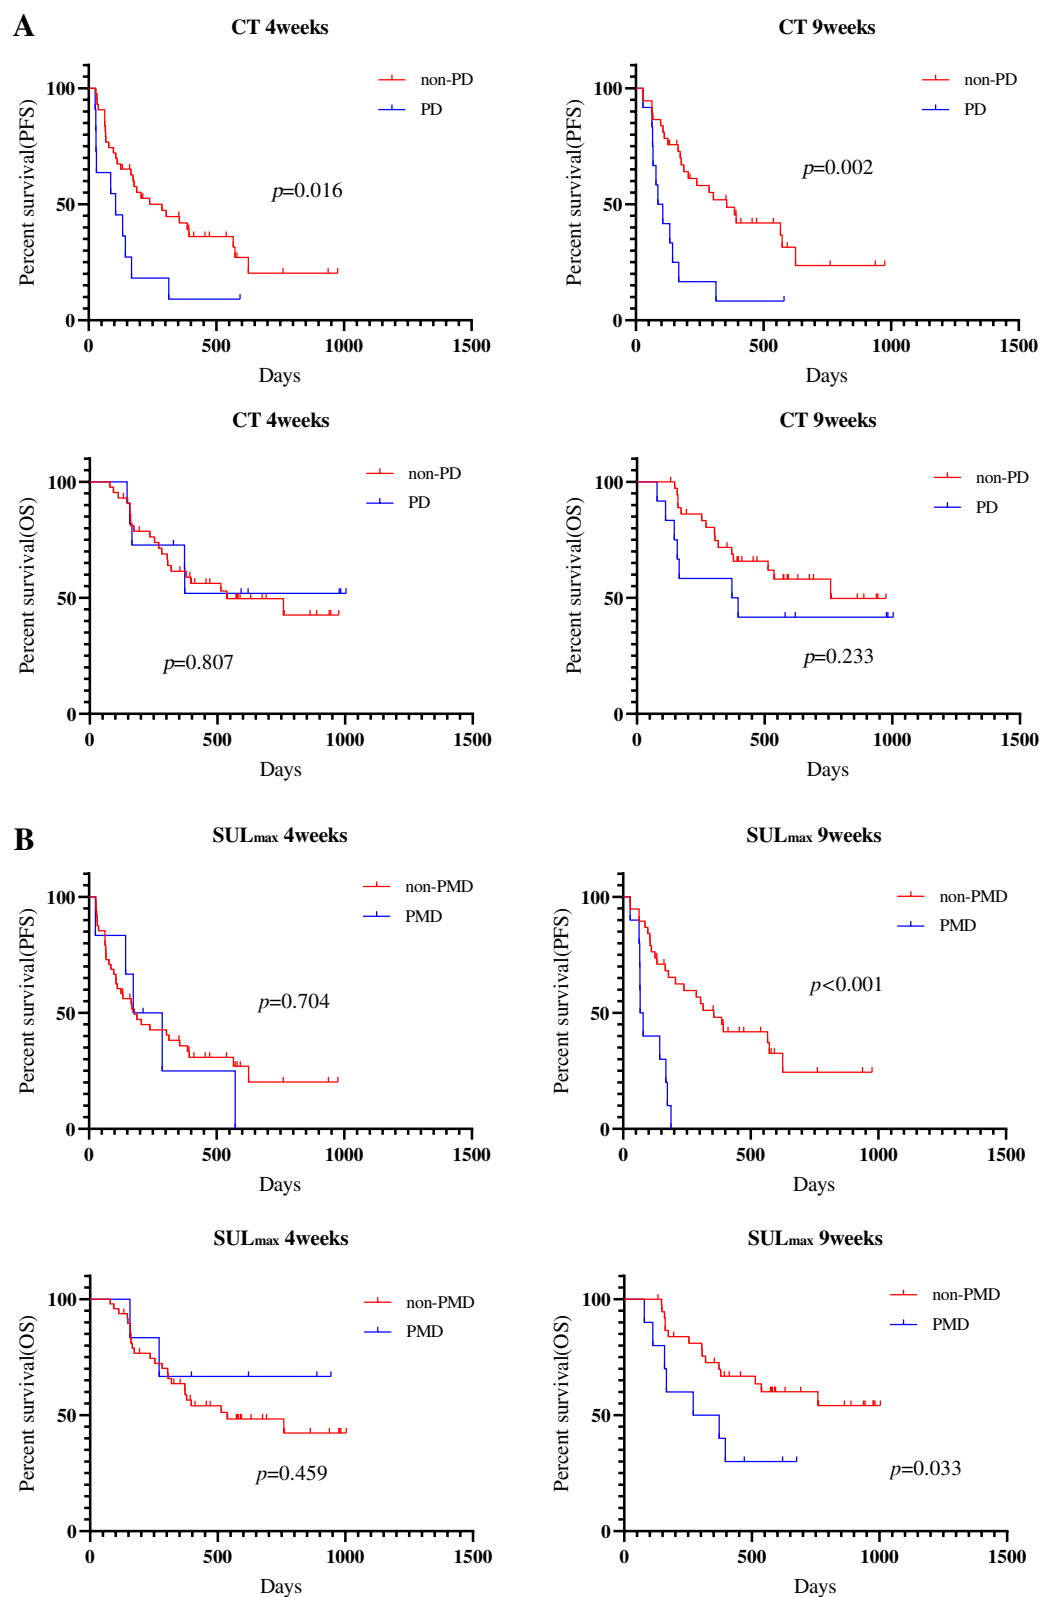 A
CT 4weeks
Percent survival(PFS)
100
50
0
0 500 1000 1500
Days
non-PD
PD
p=0.016
CT 9weeks
Percent survival(PFS)
100
50
0
0 500 1000 1500
Days
non-PD
PD
p=0.002
CT 4weeks
Percent survival(OS)
100
50
0
0 500 1000 1500
Days
non-PD
PD
p=0.807
CT 9weeks
Percent survival(OS)
100
50
0
0 500 1000 1500
Days
non-PD
PD
p=0.233
B
SULmax 4weeks
Percent survival(PFS)
100
50
0
0 500 1000 1500
Days
non-PMD
PMD
p=0.704
SULmax 9weeks
Percent survival(PFS)
100
50
0
0 500 1000 1500
Days
non-PMD
PMD
p<0.001
SULmax 4weeks
Percent survival(OS)
100
50
0
0 500 1000 1500
Days
non-PMD
PMD
p=0.459
SULmax 9weeks
Percent survival(OS)
100
50
0
0 500 1000 1500
Days
non-PMD
PMD
p=0.033